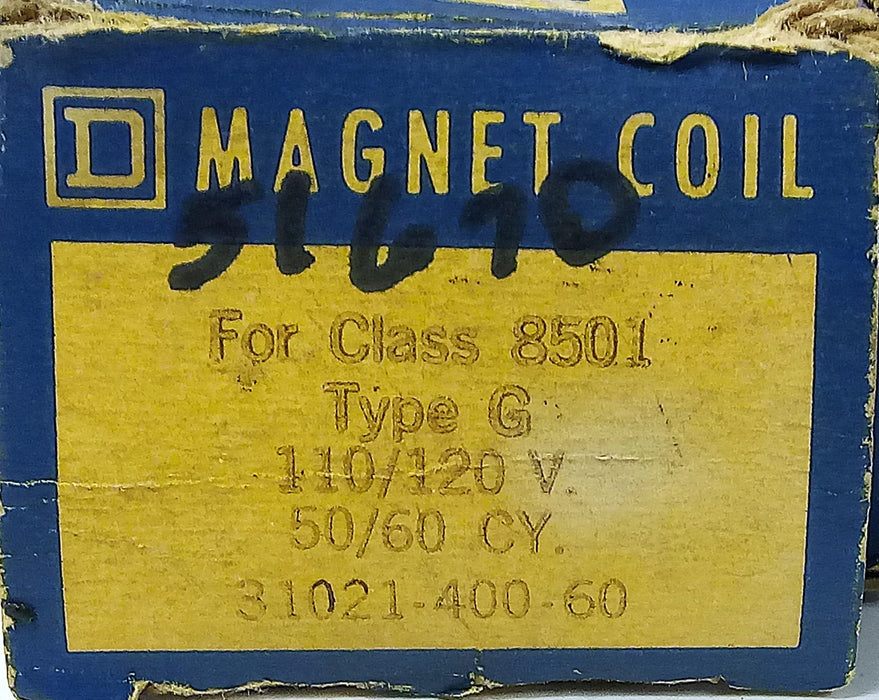 D MAGNET COIL
51610
For Class 8501
Type G
110/120 V.
50/60 CY.
31021-400-60